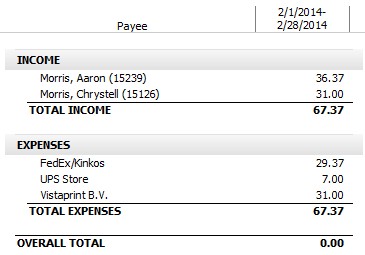 2/1/2014-
Payee 2/28/2014
INCOME
Morris, Aaron (15239) 36.37
Morris, Chrystell (15126) 31.00
TOTAL INCOME 67.37
EXPENSES
FedEx/Kinkos 29.37
UPS Store 7.00
Vistaprint B.V. 31.00
TOTAL EXPENSES 67.37
OVERALL TOTAL 0.00